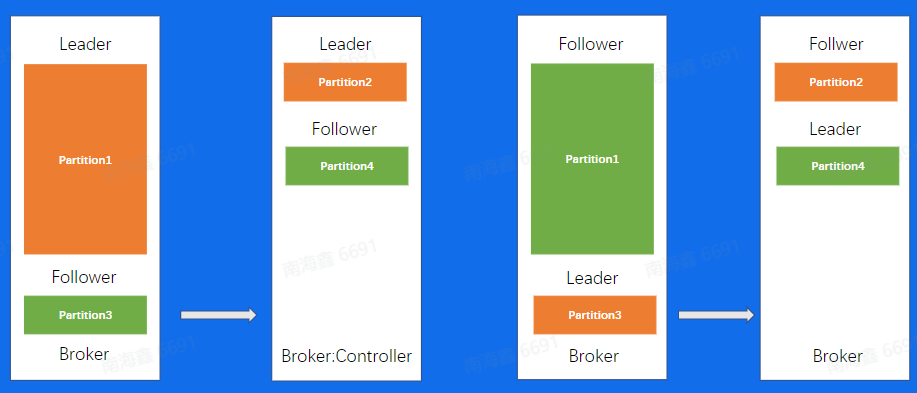 Leader
Partition1
Follower
Partition3
Broker
Leader
Partition2
Follower
Partition4
Broker:Controller
Follower
Partition1
Leader
Partition3
Broker
Follwer
Partition2
Leader
Partition4
Broker
南海鑫 6691